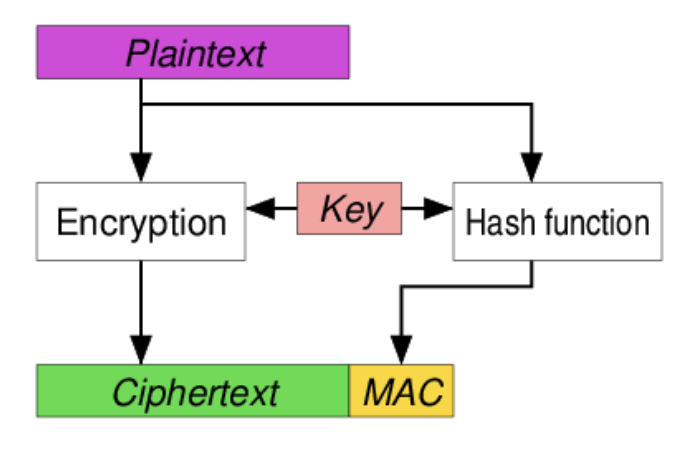 Plaintext
Encryption
Key
Hash function
Ciphertext
MAC